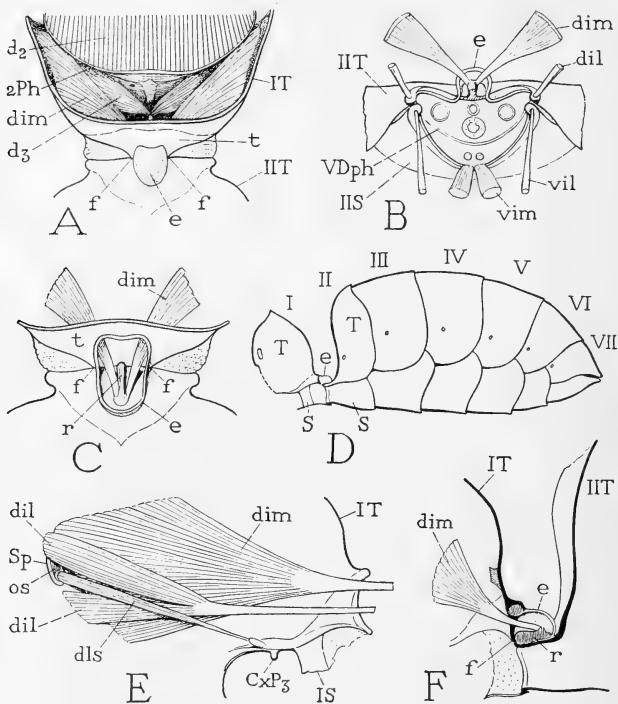 d2
2Ph
dim
d3
IT
t
IIT
f
f
e
A
dim
e
dil
IIT
VDph
IIS
vil
vim
B
dim
t
f
f
r
e
C
I
II
III
IV
V
VI
VII
T
T
e
S
S
D
dil
Sp
os
dil
dls
dim
IT
CxP3
IS
E
IT
IIT
dim
e
f
r
F